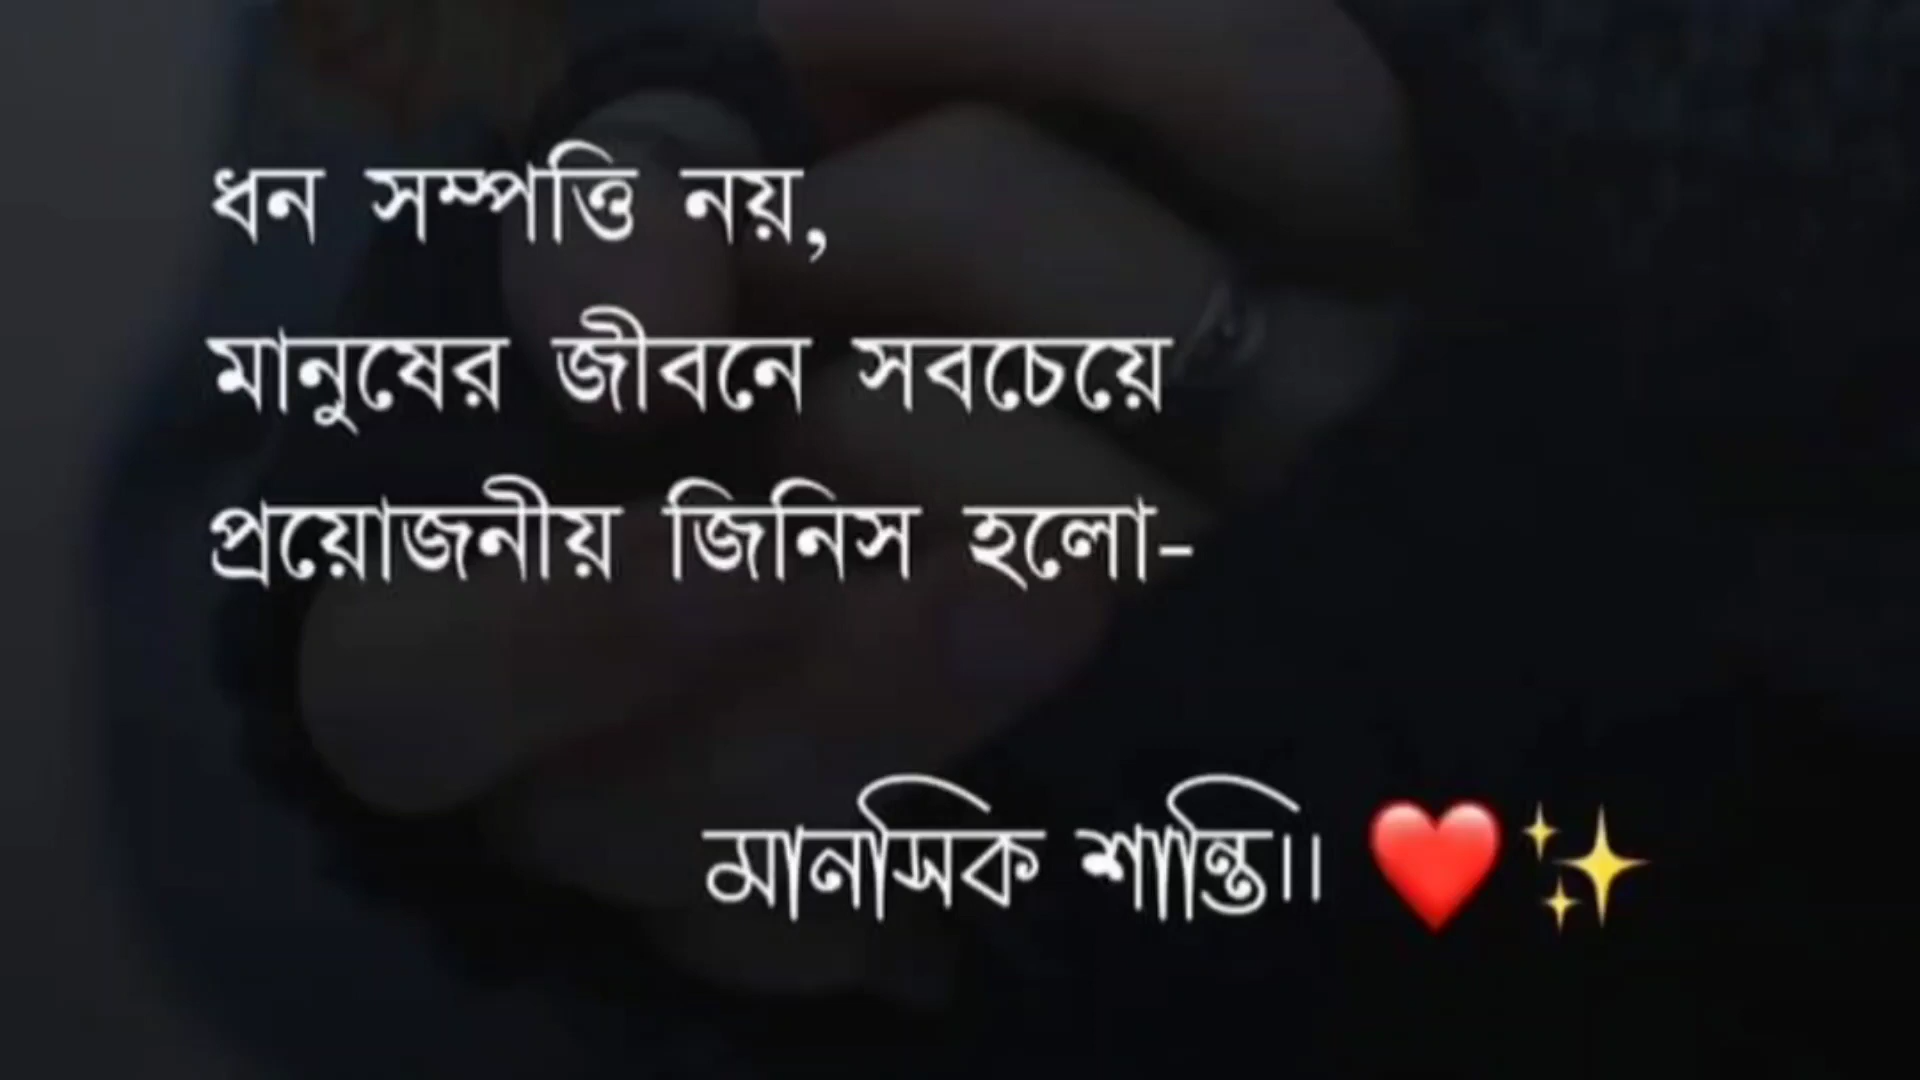 ধন সম্পত্তি নয়,
মানুষের জীবনে সবচেয়ে
প্রয়োজনীয় জিনিস হলো-
মানসিক শান্তি।। ❤️✨